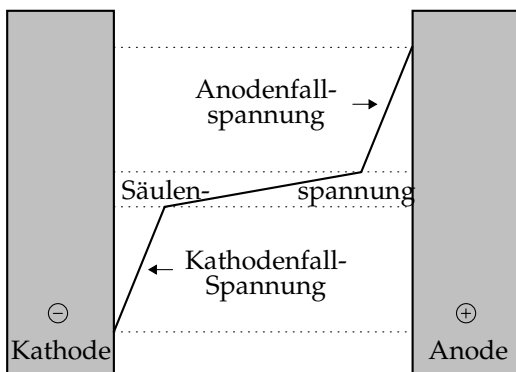 Anodenfall-
spannung
Säulen- spannung
Kathodenfall-
Spannung
− +
Kathode Anode